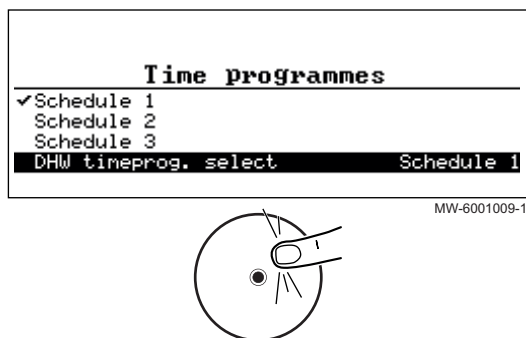 Time programmes
✓Schedule 1
Schedule 2
Schedule 3
DHW timeprog. select Schedule 1
MW-6001009-1